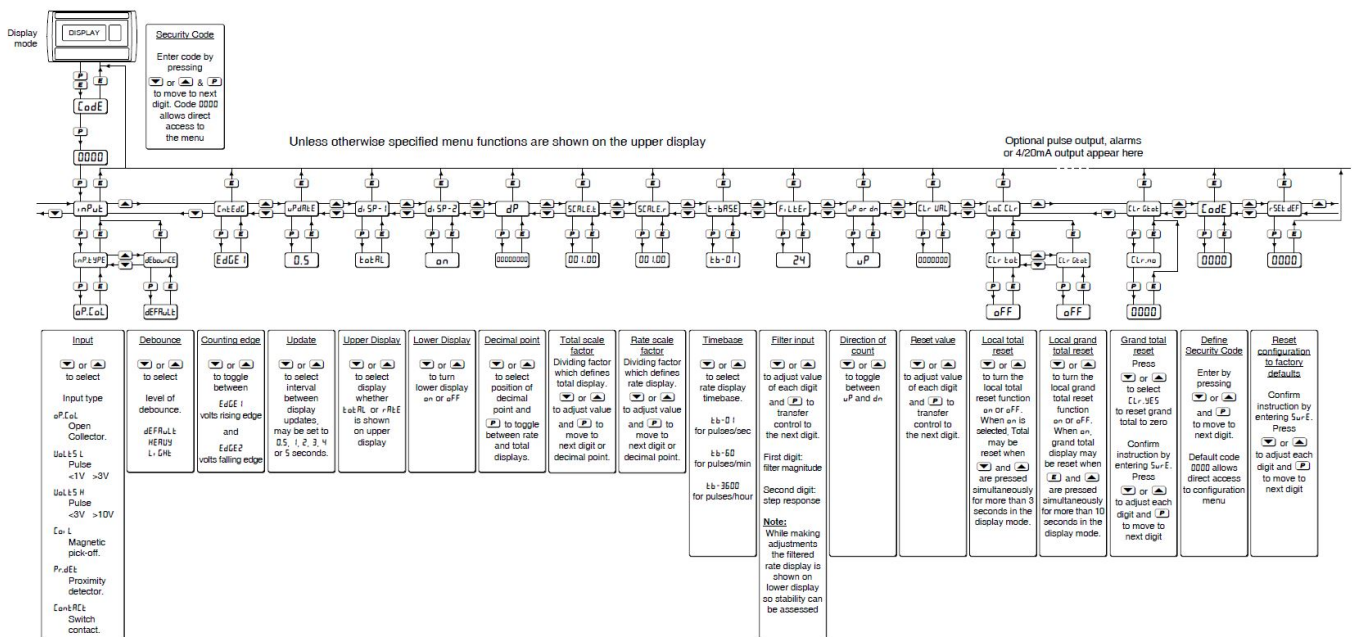 Display
mode
DISPLAY
Security Code
Enter code by
pressing
▼ or ▲ & P
to move to next
digit. Code 0000
allows direct
access to
the menu
P
E
E
CodE
P
0000
Unless otherwise specified menu functions are shown on the upper display
Optional pulse output, alarms
or 4/20mA output appear here
P E E E E E E E E E E E E E E E E
inPut CntEdG uPdAtE diSP-1 diSP-2 dP SCALE.t SCALE.r t-bASE FiLtEr uP or dn CLr VAL LoC CLr CLr Gtot CodE rSEt dEF
P E P E P E P E P E P E P E P E P E P E P E P E P E P E P E P E
inP.tYPE dEbounCE EdGE 1 0.5 totAL on 00000000 001.00 001.00 tb-01 24 uP 0000000 CLr tot CLr Gtot CLr.no 0000 0000
P E P E P E P E P E
oP.CoL dEFAuLt oFF oFF 0000
Input
▼ or ▲
to select
Input type
oP.CoL
Open
Collector.
VoLtS L
Pulse
<1V >3V
VoLtS H
Pulse
<3V >10V
CoiL
Magnetic
pick-off.
Pr.dEt
Proximity
detector.
ContACt
Switch
contact.
Debounce
▼ or ▲
to select
level of
debounce.
dEFAuLt
HEAVY
LiGHt
Counting edge
▼ or ▲
to toggle
between
EdGE 1
volts rising edge
and
EdGE2
volts falling edge
Update
▼ or ▲
to select
interval
between
display
updates,
may be set to
0.5, 1, 2, 3, 4
or 5 seconds.
Upper Display
▼ or ▲
to select
display
whether
totAL or rAtE
is shown
on upper
display
Lower Display
▼ or ▲
to turn
lower display
on or oFF
Decimal point
▼ or ▲
to select
position of
decimal
point and
P to toggle
between rate
and total
displays.
Total scale
factor
Dividing factor
which defines
total display.
▼ or ▲
to adjust value
and P to
move to
next digit or
decimal point.
Rate scale
factor
Dividing factor
which defines
rate display.
▼ or ▲
to adjust value
and P to
move to
next digit or
decimal point.
Timebase
▼ or ▲
to select
rate display
timebase.
tb-01
for pulses/sec
tb-60
for pulses/min
tb-3600
for pulses/hour
Filter input
▼ or ▲
to adjust value
of each digit
and P to
transfer
control to
the next digit.
First digit:
filter magnitude
Second digit:
step response
Note:
While making
adjustments
the filtered
rate display is
shown on
lower display
so stability can
be assessed
Direction of
count
▼ or ▲
to toggle
between
uP and dn
Reset value
▼ or ▲
to adjust value
of each digit
and P to
transfer
control to
the next digit.
Local total
reset
▼ or ▲
to turn the
local total
reset function
on or oFF.
When on is
selected, Total
may be
reset when
▼ and ▲
are pressed
simultaneously
for more than 3
seconds in the
display mode.
Local grand
total reset
▼ or ▲
to turn the
local grand
total reset
function
on or oFF.
When on,
grand total
display may
be reset when
E and ▲
are pressed
simultaneously
for more than 10
seconds in the
display mode.
Grand total
reset
Press
▼ or ▲
to select
CLr.YES
to reset grand
total to zero
Confirm
instruction by
entering SurE.
Press
▼ or ▲
to adjust each
digit and P
to move to
next digit
Define
Security Code
Enter by
pressing
▼ or ▲
and P
to move to
next digit.
Default code
0000 allows
direct access
to configuration
menu
Reset
configuration
to factory
defaults
Confirm
instruction by
entering SurE.
Press
▼ or ▲
to adjust each
digit and P
to move to
next digit